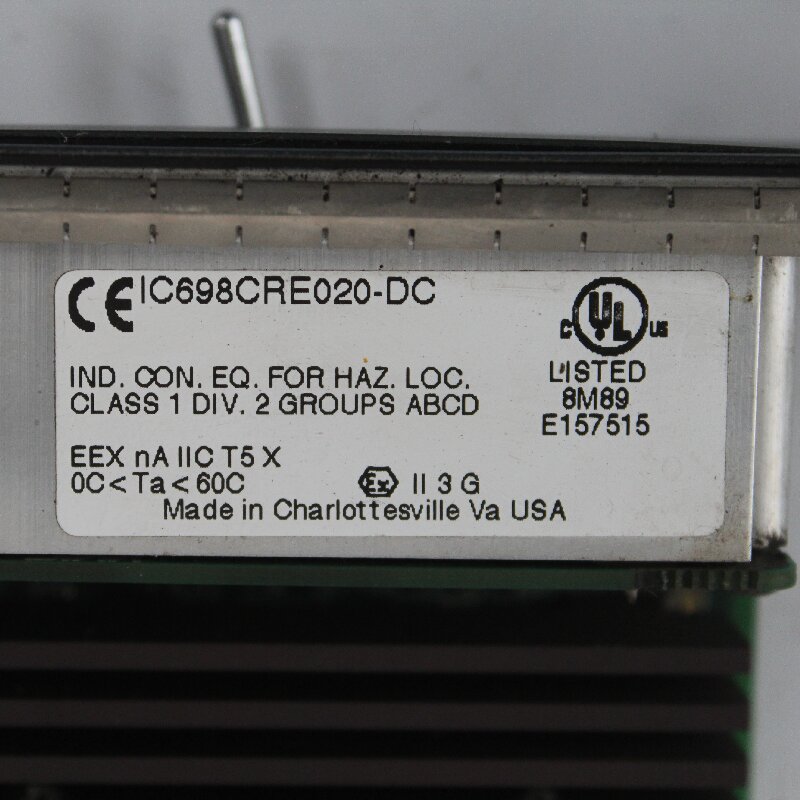 CE IC698CRE020-DC
C UL US
LISTED
8M89
E157515
IND. CON. EQ. FOR HAZ. LOC.
CLASS 1 DIV. 2 GROUPS ABCD
EEX nA IIC T5 X
0C < Ta < 60C
Ex II 3 G
Made in Charlottesville Va USA